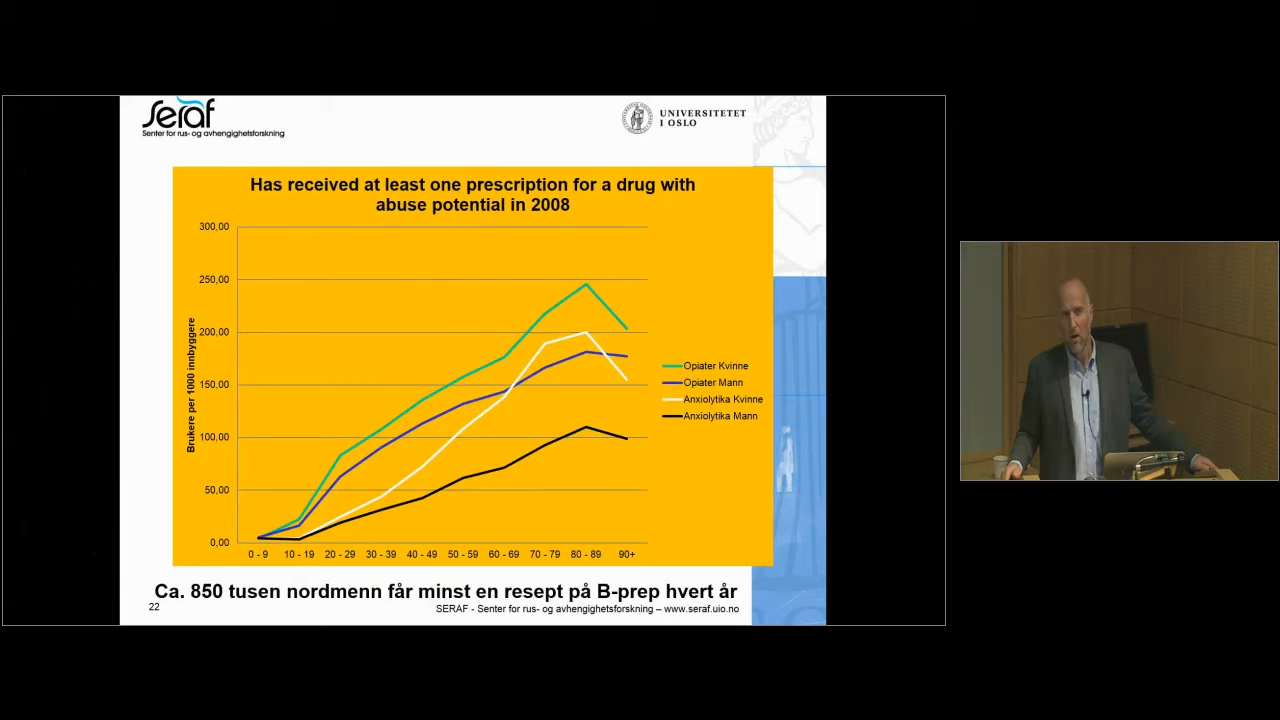 seraf
Senter for rus- og avhengighetsforskning
UNIVERSITETET
I OSLO
Has received at least one prescription for a drug with
abuse potential in 2008
Brukere per 1000 innbyggere
300,00
250,00
200,00
150,00
100,00
50,00
0,00
0 - 9 10 - 19 20 - 29 30 - 39 40 - 49 50 - 59 60 - 69 70 - 79 80 - 89 90+
Opiater Kvinne
Opiater Mann
Anxiolytika Kvinne
Anxiolytika Mann
Ca. 850 tusen nordmenn får minst en resept på B-prep hvert år
22
SERAF - Senter for rus- og avhengighetsforskning – www.seraf.uio.no